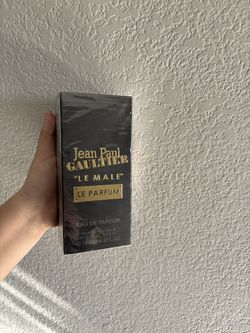 Jean Paul
GAULTIER
"LE MALE"
LE PARFUM
EAU DE PARFUM